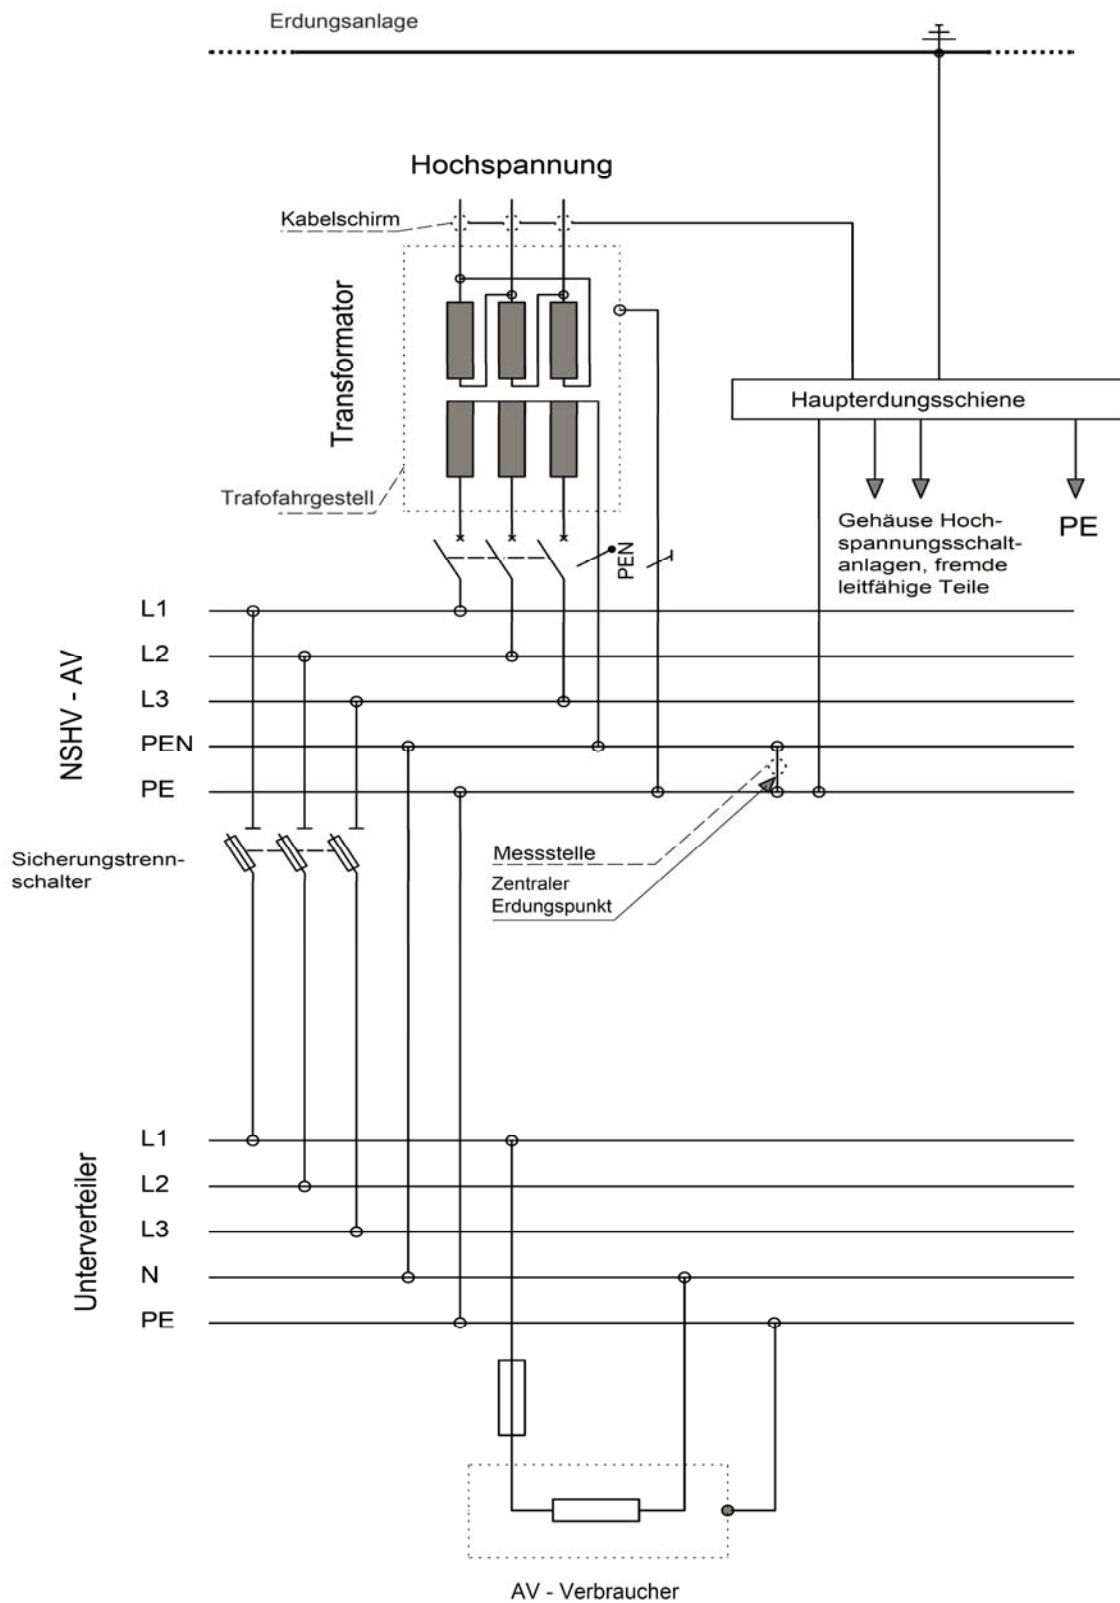 Erdungsanlage
Hochspannung
Kabelschirm
Transformator
Haupterdungsschiene
Trafofahrgestell
Gehäuse Hoch-
spannungsschalt-
anlagen, fremde
leitfähige Teile
PE
PEN
NSHV - AV
L1
L2
L3
PEN
PE
Sicherungstrenn-
schalter
Messstelle
Zentraler
Erdungspunkt
Unterverteiler
L1
L2
L3
N
PE
AV - Verbraucher